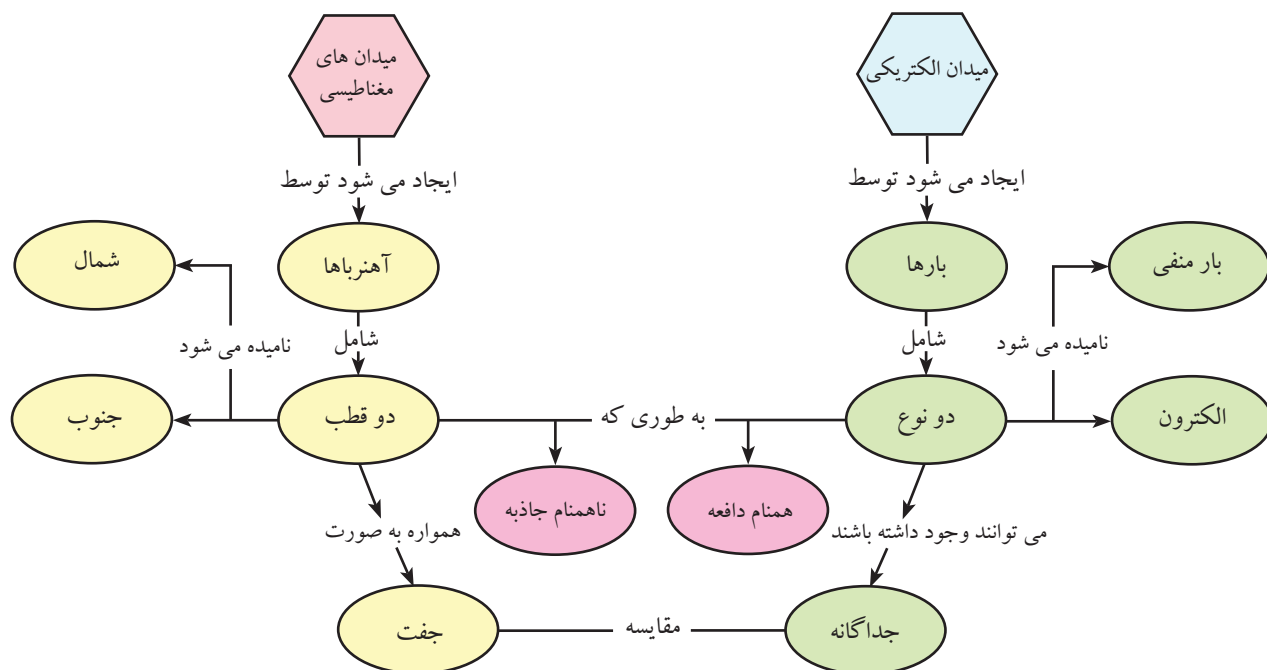 میدان الکتریکی
میدان های
مغناطیسی
ایجاد می شود توسط
ایجاد می شود توسط
بار منفی
بارها
آهنرباها
شمال
نامیده می شود
شامل
شامل
نامیده می شود
الکترون
دو نوع
به طوری که
دو قطب
جنوب
همنام دافعه
ناهمنام جاذبه
می توانند وجود داشته باشند
همواره به صورت
جداگانه
مقایسه
جفت